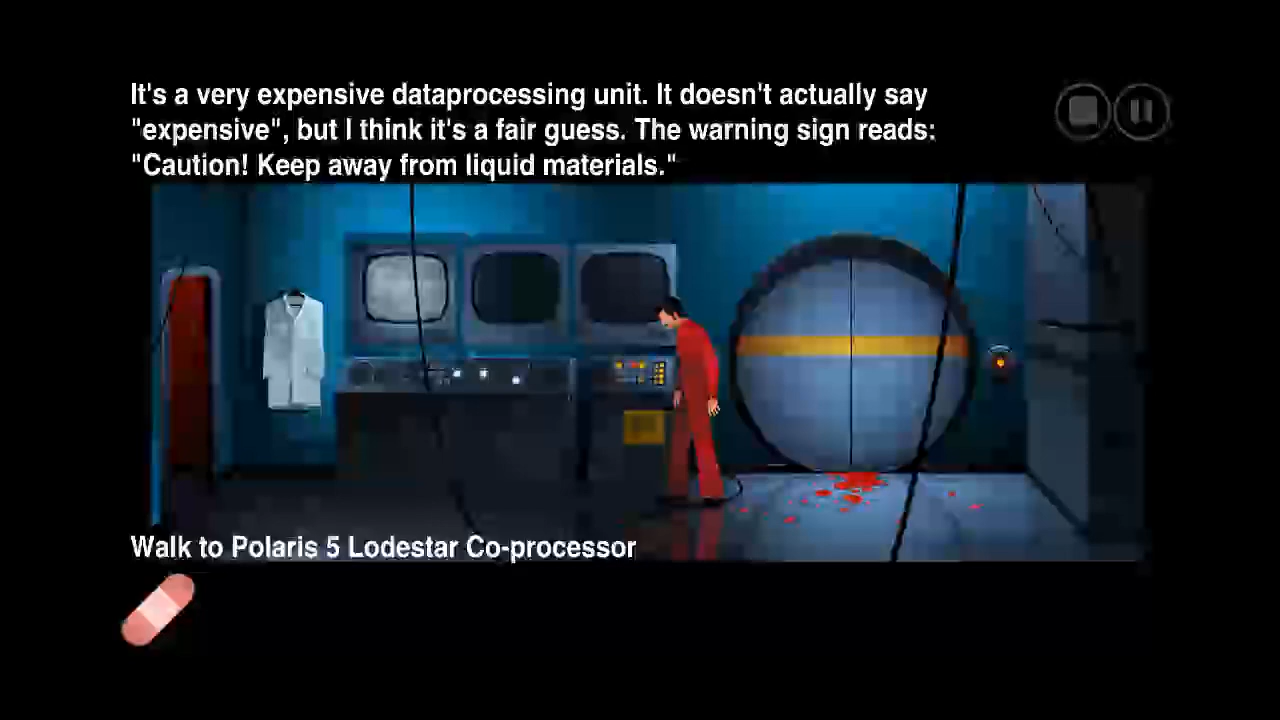 It's a very expensive dataprocessing unit. It doesn't actually say
"expensive", but I think it's a fair guess. The warning sign reads:
"Caution! Keep away from liquid materials."
Walk to Polaris 5 Lodestar Co-processor